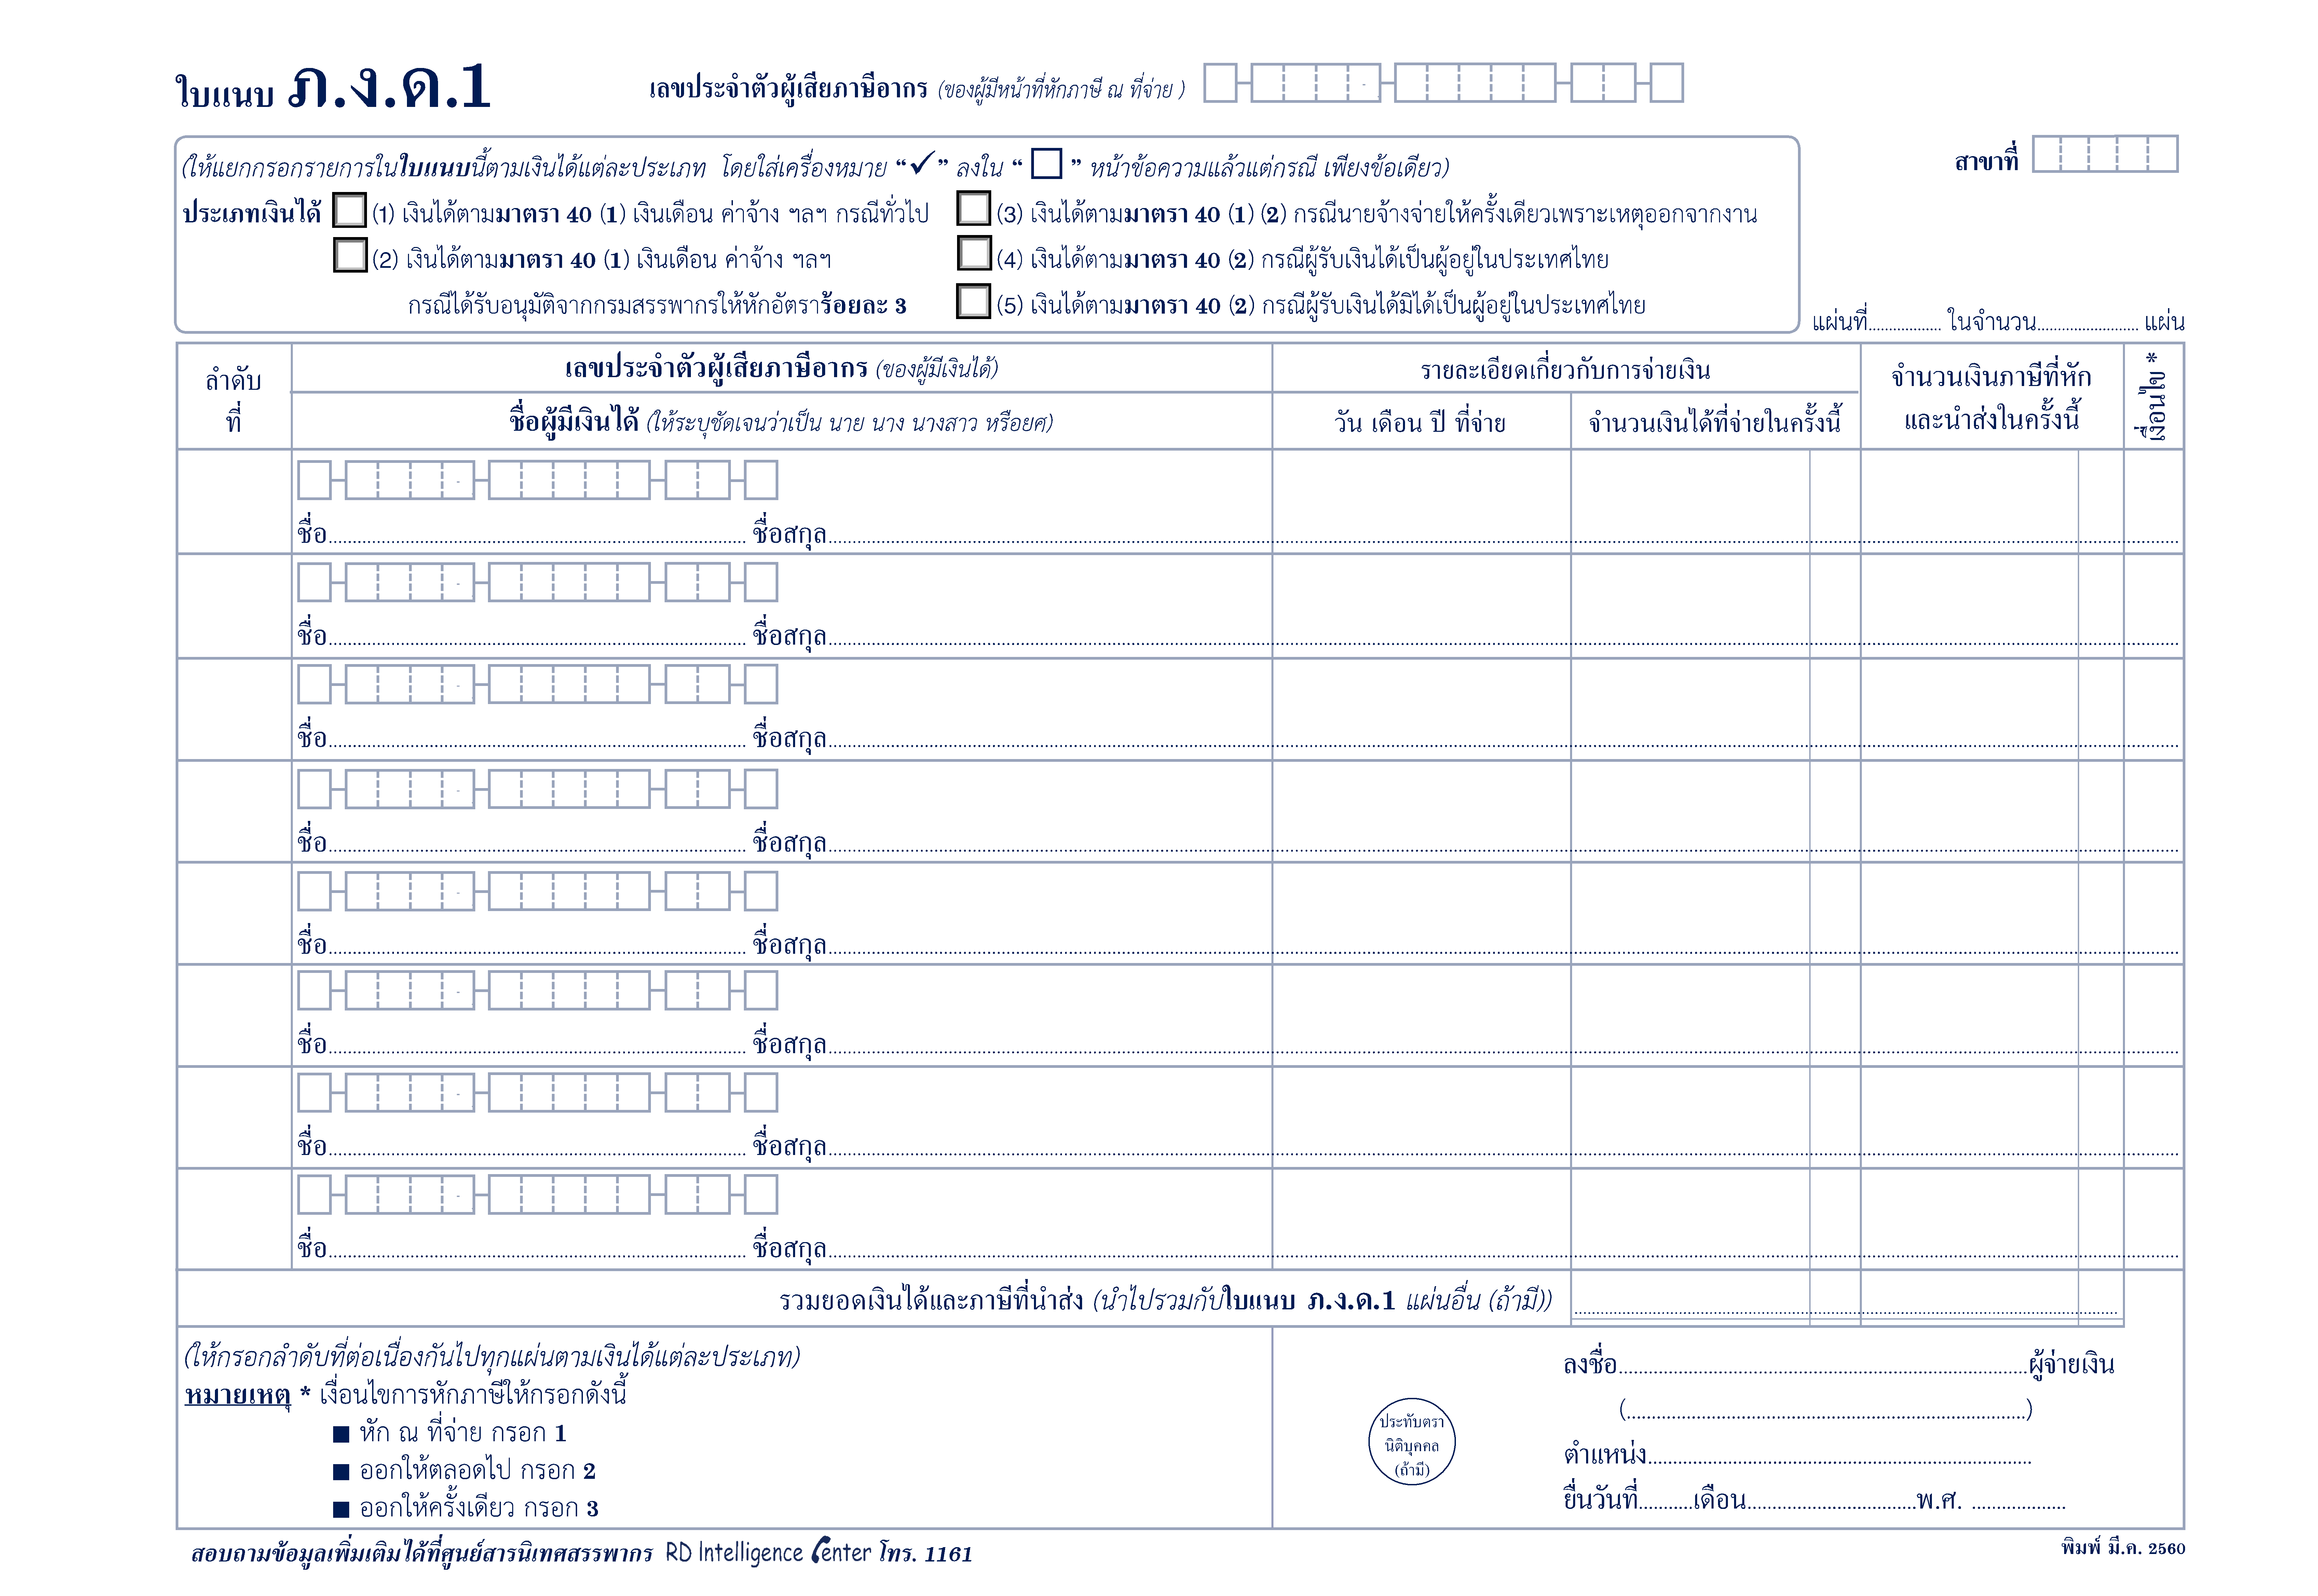 ใบแนบ ภ.ง.ด.1
เลขประจำตัวผู้เสียภาษีอากร (ของผู้มีหน้าที่หักภาษี ณ ที่จ่าย )
สาขาที่
(ให้แยกกรอกรายการในใบแนบนี้ตามเงินได้แต่ละประเภท โดยใส่เครื่องหมาย “✓” ลงใน “☐” หน้าข้อความแล้วแต่กรณี เพียงข้อเดียว)
ประเภทเงินได้ (1) เงินได้ตามมาตรา 40 (1) เงินเดือน ค่าจ้าง ฯลฯ กรณีทั่วไป
(2) เงินได้ตามมาตรา 40 (1) เงินเดือน ค่าจ้าง ฯลฯ
กรณีได้รับอนุมัติจากกรมสรรพากรให้หักอัตราร้อยละ 3
(3) เงินได้ตามมาตรา 40 (1) (2) กรณีนายจ้างจ่ายให้ครั้งเดียวเพราะเหตุออกจากงาน
(4) เงินได้ตามมาตรา 40 (2) กรณีผู้รับเงินได้เป็นผู้อยู่ในประเทศไทย
(5) เงินได้ตามมาตรา 40 (2) กรณีผู้รับเงินได้มิได้เป็นผู้อยู่ในประเทศไทย
แผ่นที่.................. ในจำนวน......................... แผ่น
ลำดับ
ที่
เลขประจำตัวผู้เสียภาษีอากร (ของผู้มีเงินได้)
ชื่อผู้มีเงินได้ (ให้ระบุชัดเจนว่าเป็น นาย นาง นางสาว หรือยศ)
รายละเอียดเกี่ยวกับการจ่ายเงิน
วัน เดือน ปี ที่จ่าย
จำนวนเงินได้ที่จ่ายในครั้งนี้
จำนวนเงินภาษีที่หัก
และนำส่งในครั้งนี้
เงื่อนไข *
ชื่อ.................... ชื่อสกุล....................
ชื่อ.................... ชื่อสกุล....................
ชื่อ.................... ชื่อสกุล....................
ชื่อ.................... ชื่อสกุล....................
ชื่อ.................... ชื่อสกุล....................
ชื่อ.................... ชื่อสกุล....................
ชื่อ.................... ชื่อสกุล....................
ชื่อ.................... ชื่อสกุล....................
รวมยอดเงินได้และภาษีที่นำส่ง (นำไปรวมกับใบแนบ ภ.ง.ด.1 แผ่นอื่น (ถ้ามี))
(ให้กรอกลำดับที่ต่อเนื่องกันไปทุกแผ่นตามเงินได้แต่ละประเภท)
หมายเหตุ * เงื่อนไขการหักภาษีให้กรอกดังนี้
■ หัก ณ ที่จ่าย กรอก 1
■ ออกให้ตลอดไป กรอก 2
■ ออกให้ครั้งเดียว กรอก 3
ประทับตรา
นิติบุคคล
(ถ้ามี)
ลงชื่อ....................ผู้จ่ายเงิน
(....................)
ตำแหน่ง....................
ยื่นวันที่..........เดือน....................พ.ศ. ..................
สอบถามข้อมูลเพิ่มเติมได้ที่ศูนย์สารนิเทศสรรพากร RD Intelligence Center โทร. 1161
พิมพ์ มี.ค. 2560